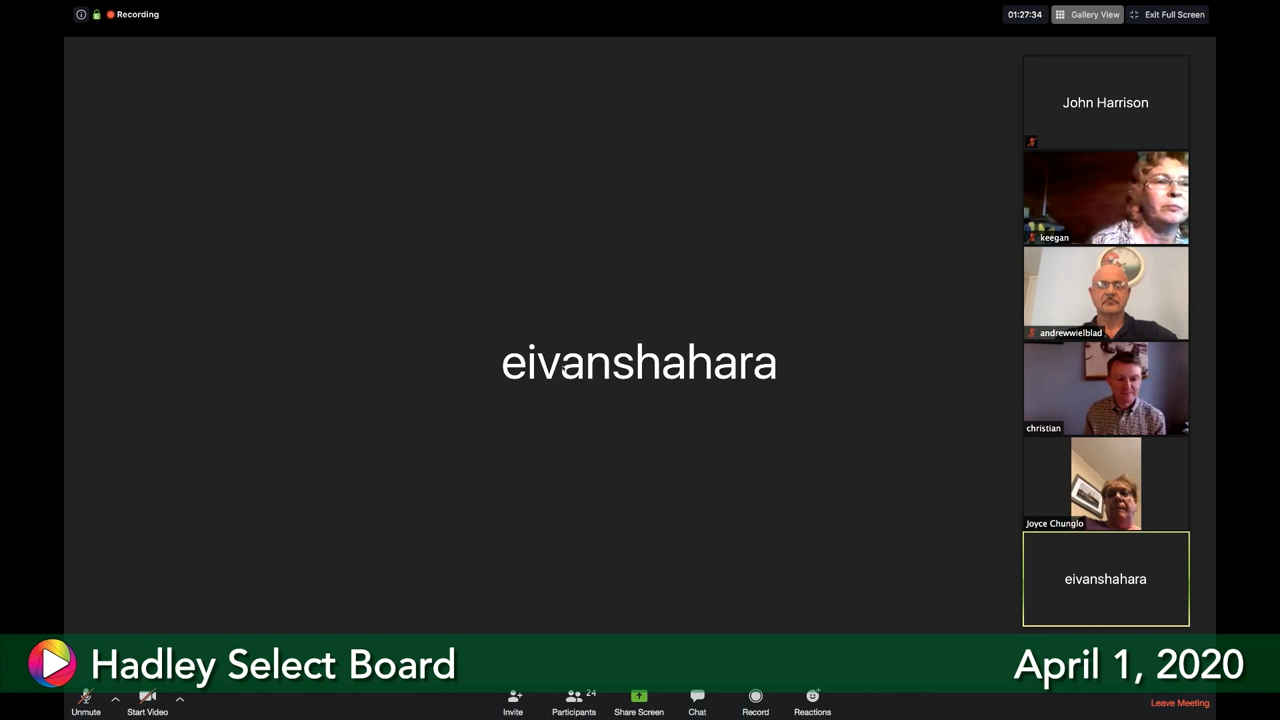 Recording
01:27:34
Gallery View
Exit Full Screen
John Harrison
keegan
andrewwielblad
christian
Joyce Chunglo
eivanshahara
eivanshahara
Hadley Select Board
April 1, 2020
Unmute
Start Video
Invite
24
Participants
Share Screen
Chat
Record
Reactions
Leave Meeting